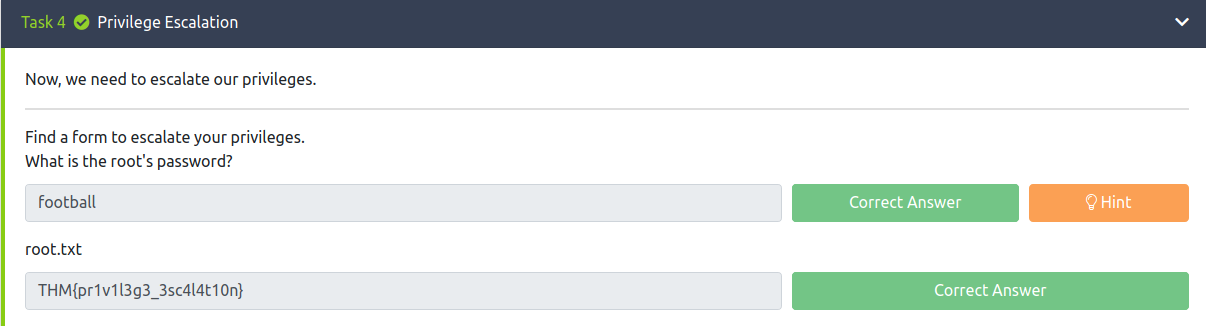 Task 4 Privilege Escalation
Now, we need to escalate our privileges.
Find a form to escalate your privileges.
What is the root's password?
football Correct Answer Hint
root.txt
THM{pr1v1l3g3_3sc4l4t10n} Correct Answer